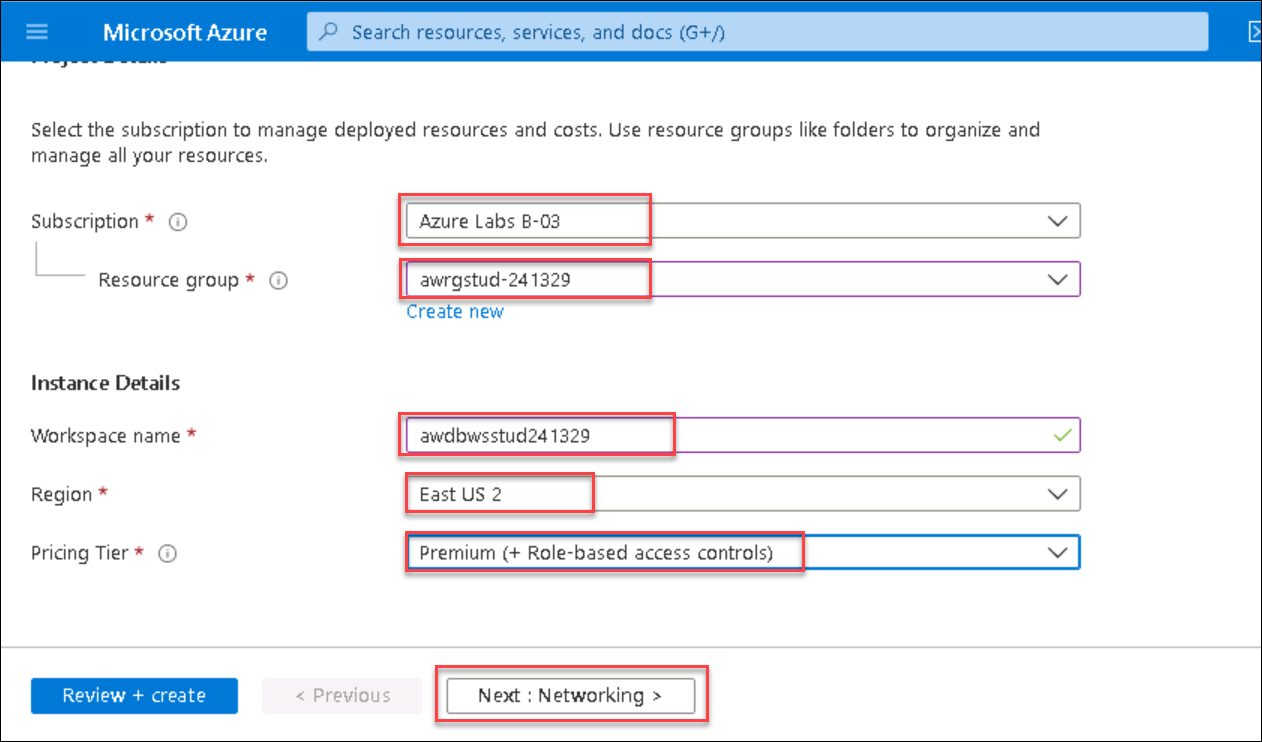 Microsoft Azure
Search resources, services, and docs (G+/)
Project Details
Select the subscription to manage deployed resources and costs. Use resource groups like folders to organize and
manage all your resources.
Subscription *
Azure Labs B-03
Resource group *
awrgstud-241329
Create new
Instance Details
Workspace name *
awdbwsstud241329
Region *
East US 2
Pricing Tier *
Premium (+ Role-based access controls)
Review + create
< Previous
Next : Networking >